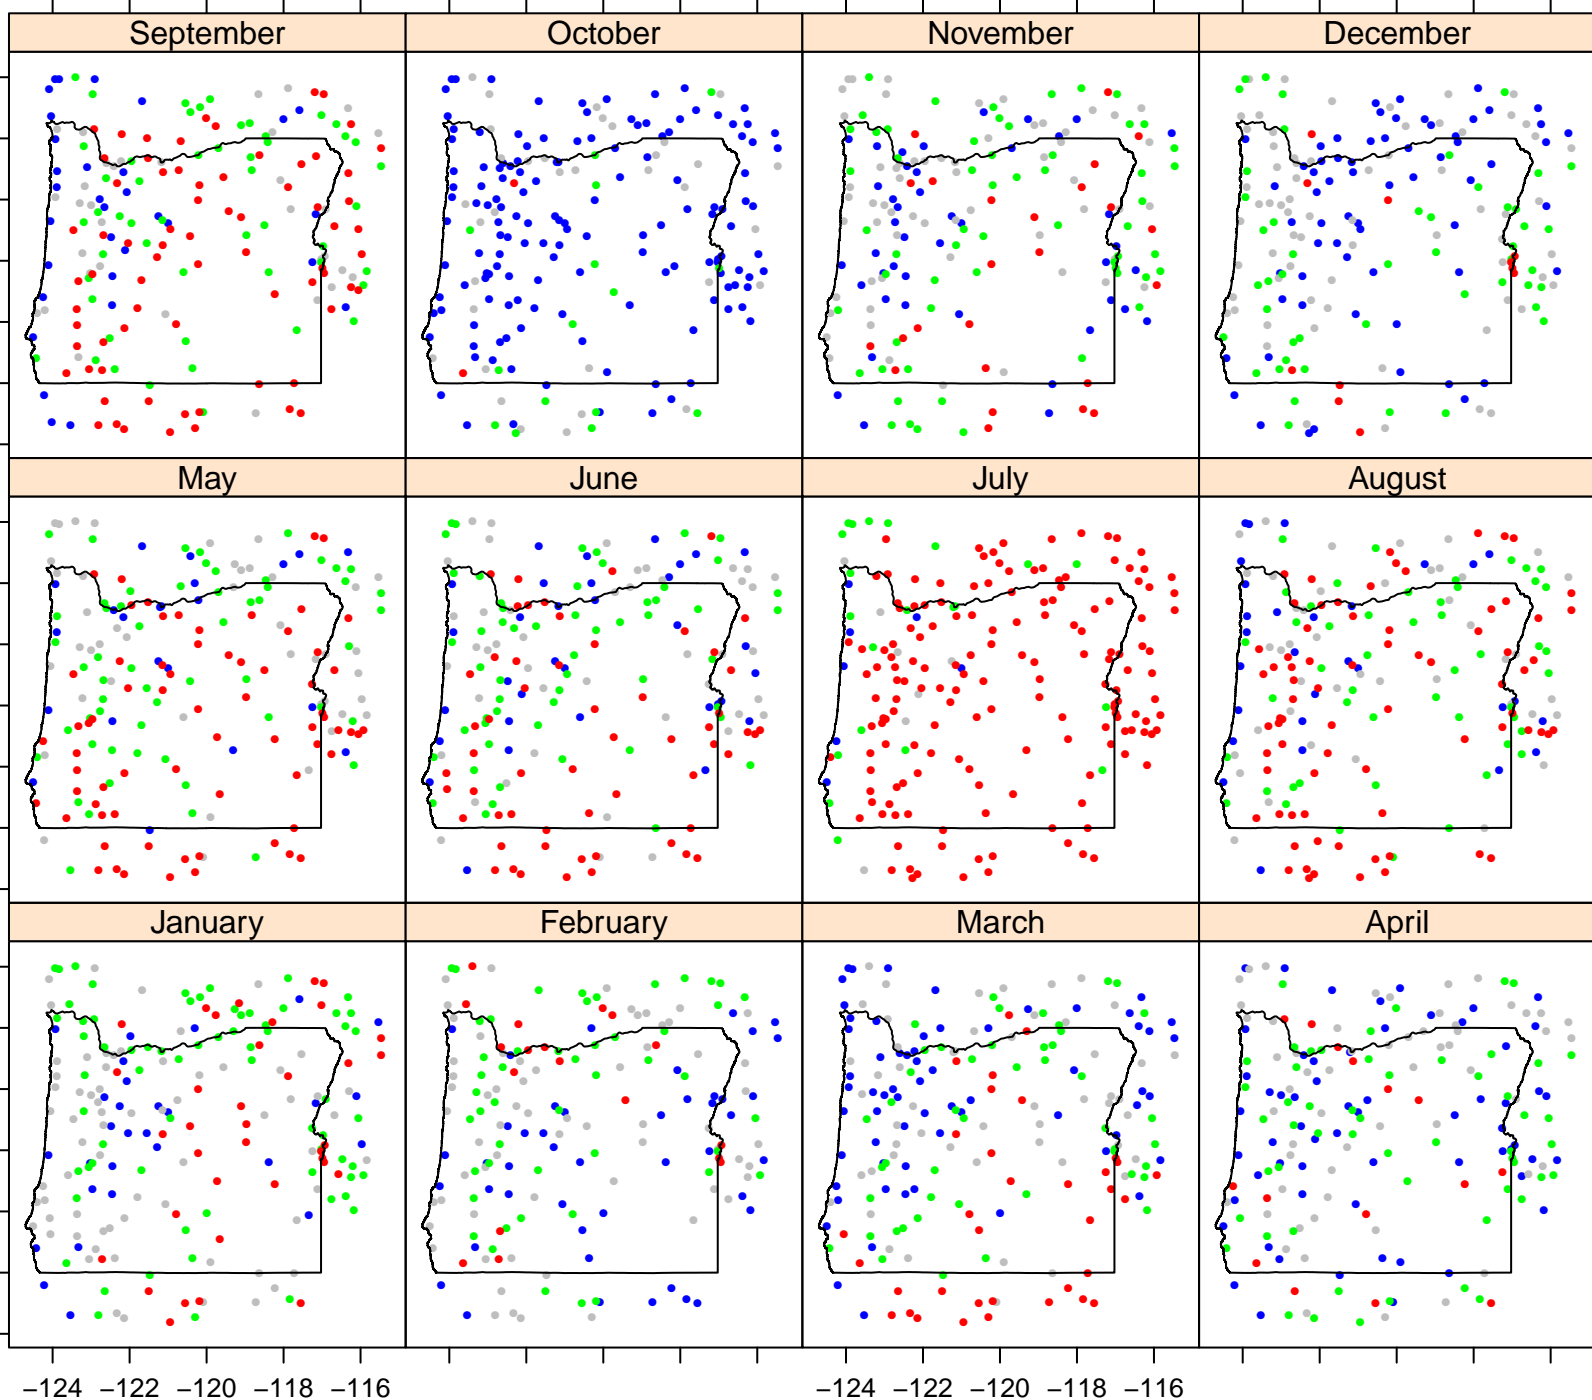 September October November December
May June July August
January February March April
−124 −122 −120 −118 −116 −124 −122 −120 −118 −116